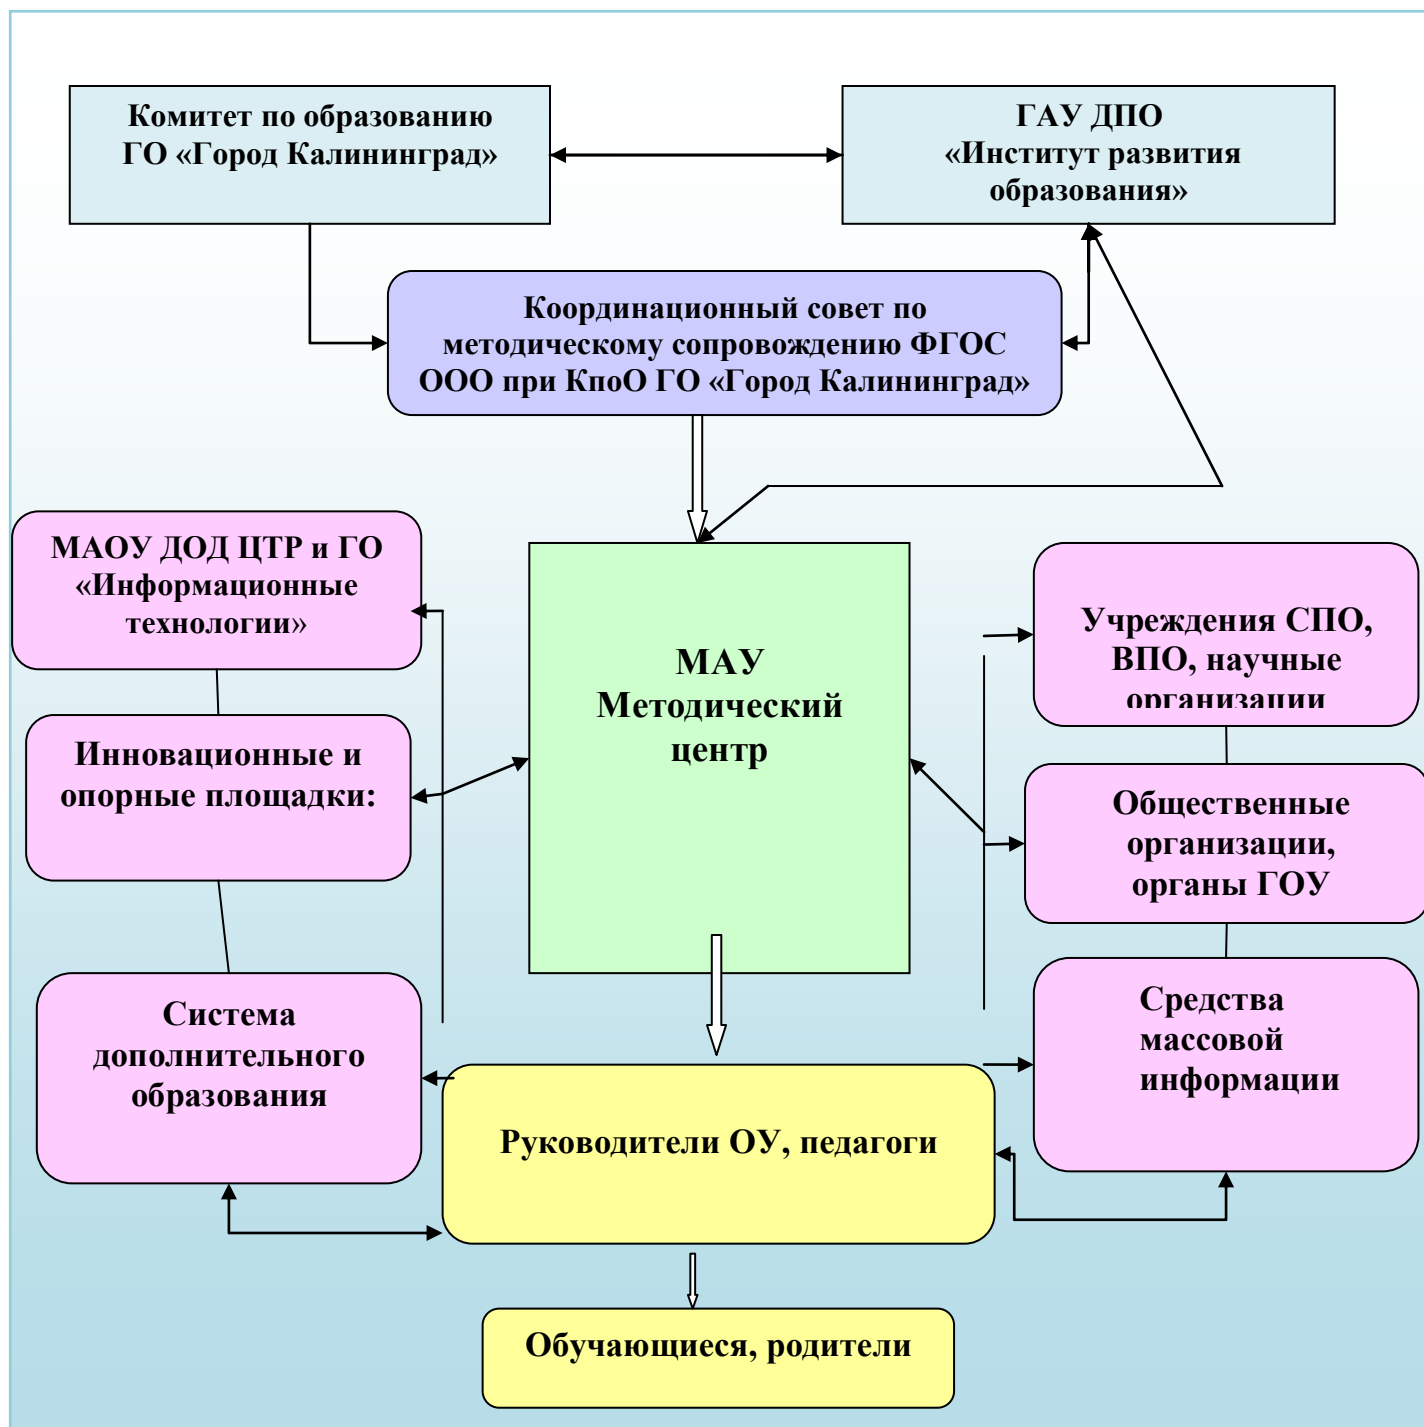 Комитет по образованию
ГО «Город Калининград»
ГАУ ДПО
«Институт развития
образования»
Координационный совет по
методическому сопровождению ФГОС
ООО при КпоО ГО «Город Калининград»
МАОУ ДОД ЦТР и ГО
«Информационные
технологии»
Инновационные и
опорные площадки:
Система
дополнительного
образования
МАУ
Методический
центр
Учреждения СПО,
ВПО, научные
организации
Общественные
организации,
органы ГОУ
Средства
массовой
информации
Руководители ОУ, педагоги
Обучающиеся, родители